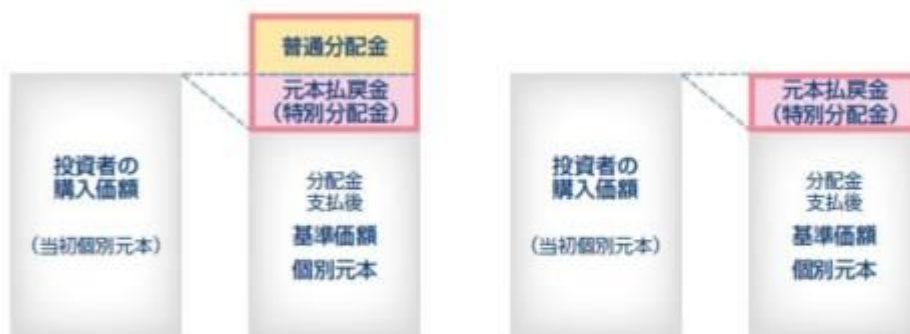 普通分配金
元本払戻金
(特別分配金)
投資者の
購入価額
(当初個別元本)
分配金
支払後
基準価額
個別元本
元本払戻金
(特別分配金)
投資者の
購入価額
(当初個別元本)
分配金
支払後
基準価額
個別元本